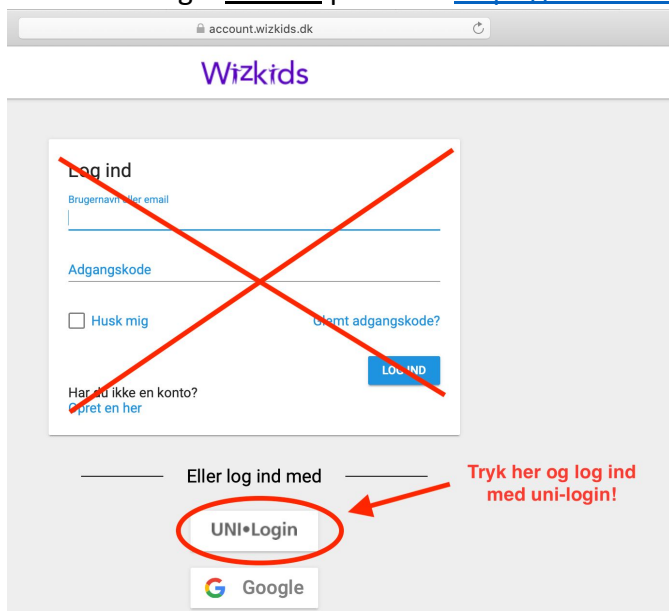 account.wizkids.dk
Wizkids
Log ind
Brugernavn eller email
Adgangskode
Husk mig
Glemt adgangskode?
LOG IND
Har du ikke en konto?
Opret en her
Eller log ind med
Tryk her og log ind
med uni-login!
UNI•Login
Google